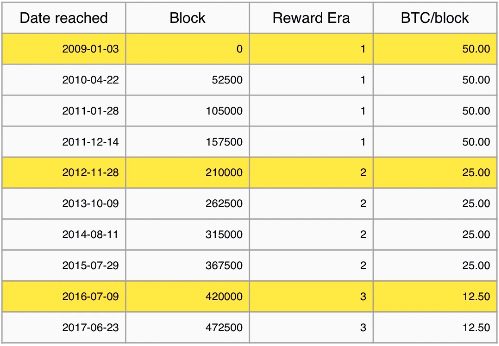 Date reached Block Reward Era BTC/block
2009-01-03 0 1 50.00
2010-04-22 52500 1 50.00
2011-01-28 105000 1 50.00
2011-12-14 157500 1 50.00
2012-11-28 210000 2 25.00
2013-10-09 262500 2 25.00
2014-08-11 315000 2 25.00
2015-07-29 367500 2 25.00
2016-07-09 420000 3 12.50
2017-06-23 472500 3 12.50